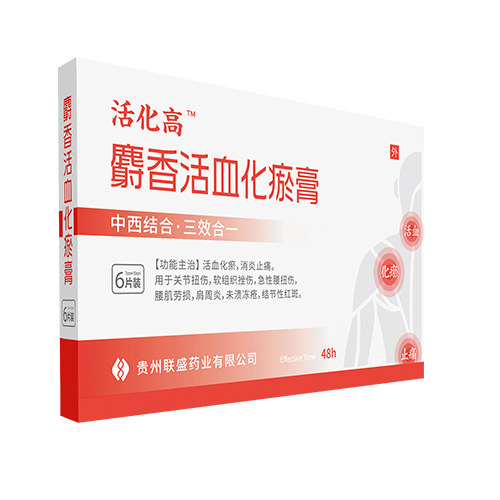 活化高™
麝香活血化瘀膏
外
中西结合·三效合一
6片装
【功能主治】活血化瘀,消炎止痛。
用于关节扭伤,软组织挫伤,急性腰扭伤。
腰肌劳损,肩周炎,未溃冻疮,结节性红斑。
活血
化瘀
止痛
贵州联盛药业有限公司
Effective Time 48h
麝香活血化瘀膏
6片装